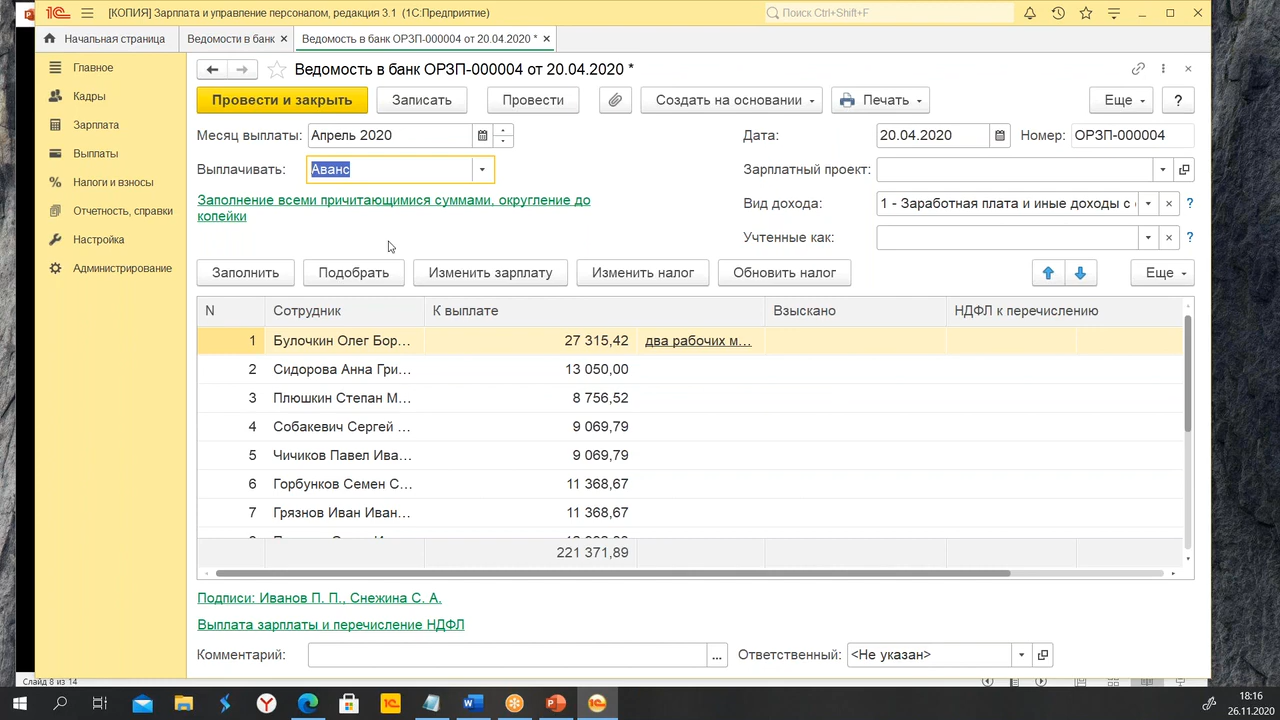 [КОПИЯ] Зарплата и управление персоналом, редакция 3.1 (1С:Предприятие)
Поиск Ctrl+Shift+F
Начальная страница
Ведомости в банк
Ведомость в банк ОРЗП-000004 от 20.04.2020 *
Главное
Кадры
Зарплата
Выплаты
Налоги и взносы
Отчетность, справки
Настройка
Администрирование
Ведомость в банк ОРЗП-000004 от 20.04.2020 *
Провести и закрыть
Записать
Провести
Создать на основании
Печать
Еще
?
Месяц выплаты: Апрель 2020
Дата: 20.04.2020
Номер: ОРЗП-000004
Выплачивать: Аванс
Зарплатный проект:
Заполнение всеми причитающимися суммами, округление до
копейки
Вид дохода: 1 - Заработная плата и иные доходы с
?
Учтенные как:
?
Заполнить
Подобрать
Изменить зарплату
Изменить налог
Обновить налог
Еще
N Сотрудник К выплате Взыскано НДФЛ к перечислению
1 Булочкин Олег Бор... 27 315,42 два рабочих м...
2 Сидорова Анна Гри... 13 050,00
3 Плюшкин Степан М... 8 756,52
4 Собакевич Сергей ... 9 069,79
5 Чичиков Павел Ива... 9 069,79
6 Горбунков Семен С... 11 368,67
7 Грязнов Иван Иван... 11 368,67
221 371,89
Подписи: Иванов П. П., Снежина С. А.
Выплата зарплаты и перечисление НДФЛ
Комментарий:
...
Ответственный: <Не указан>
Слайд 8 из 14
18:16
26.11.2020